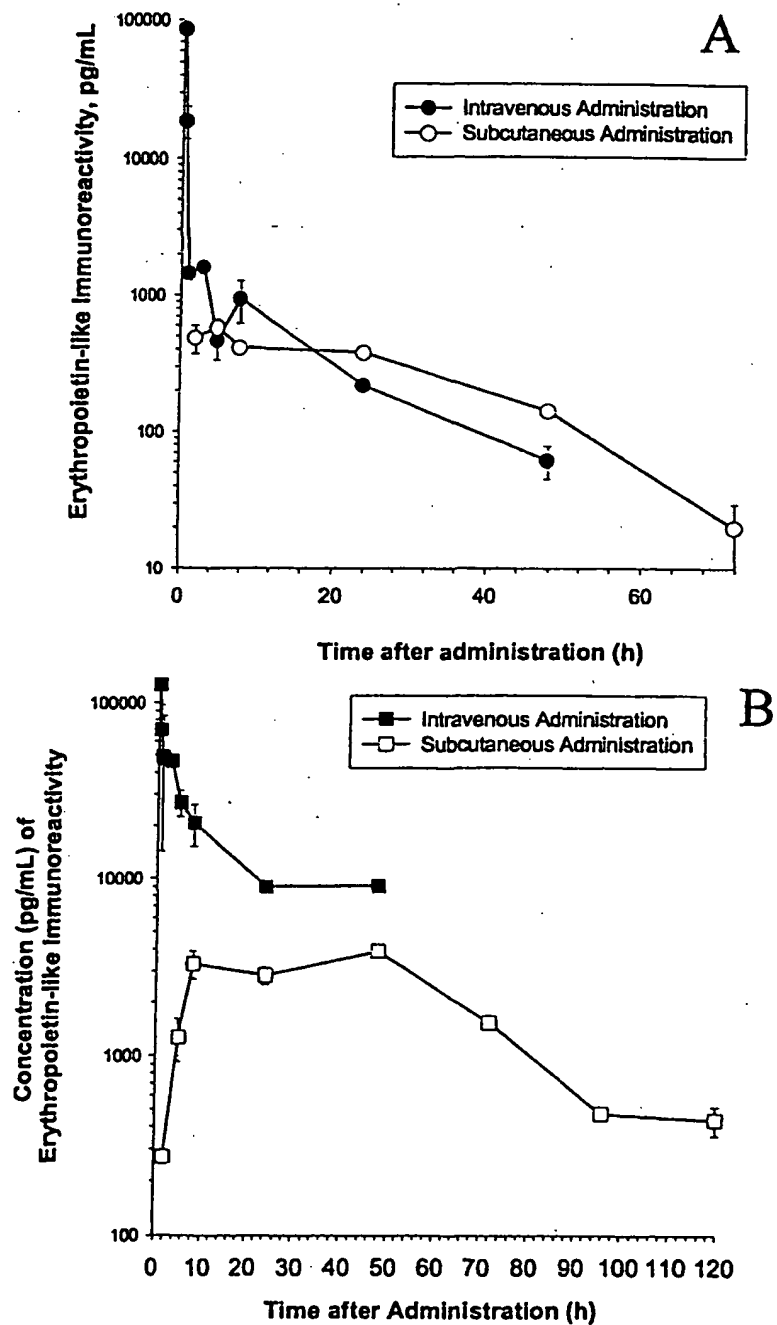 A
Erythropoietin-like Immunoreactivity, pg/mL
Intravenous Administration
Subcutaneous Administration
100000
10000
1000
100
10
0 20 40 60
Time after administration (h)
B
Concentration (pg/mL) of
Erythropoietin-like Immunoreactivity
Intravenous Administration
Subcutaneous Administration
100000
10000
1000
100
0 10 20 30 40 50 60 70 80 90 100 110 120
Time after Administration (h)